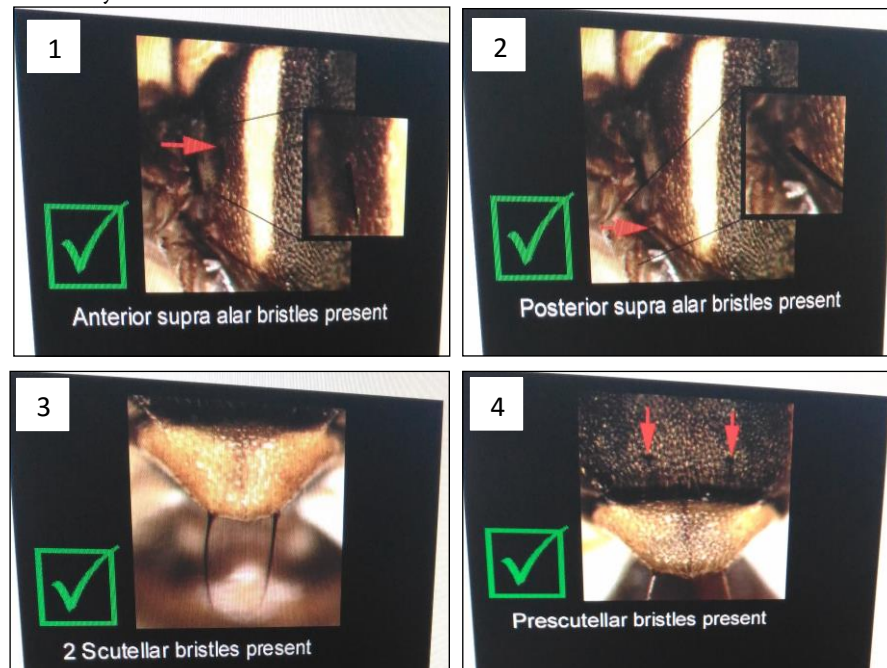 1
Anterior supra alar bristles present
2
Posterior supra alar bristles present
3
2 Scutellar bristles present
4
Prescutellar bristles present